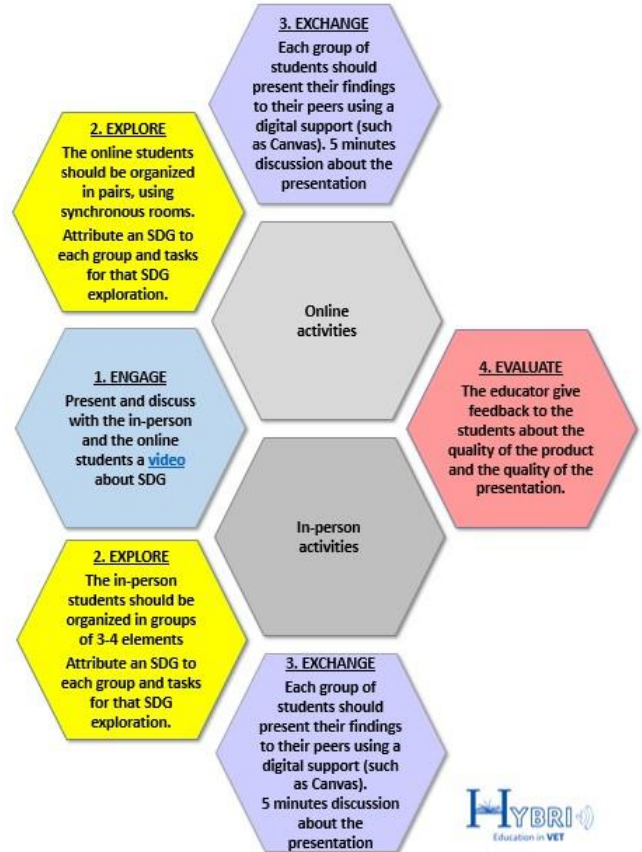 3. EXCHANGE
Each group of
students should
present their findings
to their peers using a
digital support (such
as Canvas). 5 minutes
discussion about the
presentation
2. EXPLORE
The online students
should be organized
in pairs, using
synchronous rooms.
Attribute an SDG to
each group and tasks
for that SDG
exploration.
Online
activities
1. ENGAGE
Present and discuss
with the in-person
and the online
students a video
about SDG
4. EVALUATE
The educator give
feedback to the
students about the
quality of the product
and the quality of the
presentation.
In-person
activities
2. EXPLORE
The in-person
students should be
organized in groups
of 3-4 elements
Attribute an SDG to
each group and tasks
for that SDG
exploration.
3. EXCHANGE
Each group of
students should
present their findings
to their peers using a
digital support (such
as Canvas).
5 minutes discussion
about the
presentation
HYBRI
Education in VET